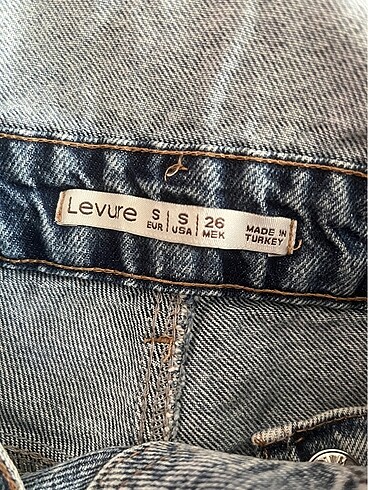 Levure S | S | 26 MADE IN
EUR | USA | MEK TURKEY